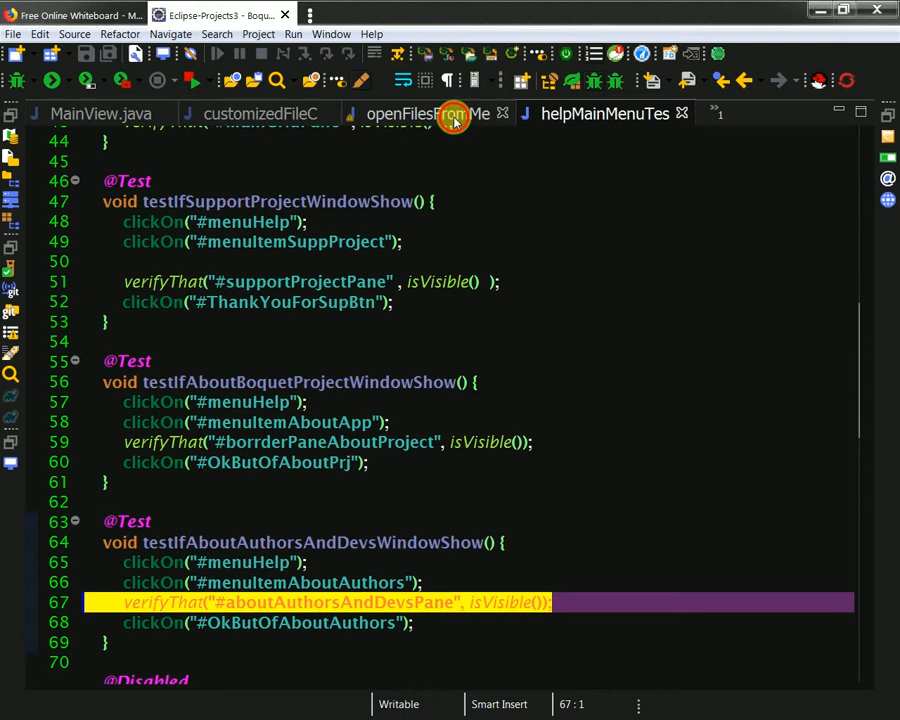 Free Online Whiteboard - M...
Eclipse-Projects3 - Boqu...
File Edit Source Refactor Navigate Search Project Run Window Help
MainView.java customizedFileC openFilesFromMe helpMainMenuTes 1
44 }
45
46 @Test
47 void testIfSupportProjectWindowShow() {
48 clickOn("#menuHelp");
49 clickOn("#menuItemSuppProject");
50
51 verifyThat("#supportProjectPane" , isVisible() );
52 clickOn("#ThankYouForSupBtn");
53 }
54
55 @Test
56 void testIfAboutBoquetProjectWindowShow() {
57 clickOn("#menuHelp");
58 clickOn("#menuItemAboutApp");
59 verifyThat("#borrderPaneAboutProject", isVisible());
60 clickOn("#OkButOfAboutPrj");
61 }
62
63 @Test
64 void testIfAboutAuthorsAndDevsWindowShow() {
65 clickOn("#menuHelp");
66 clickOn("#menuItemAboutAuthors");
67 verifyThat("#aboutAuthorsAndDevsPane", isVisible());
68 clickOn("#OkButOfAboutAuthors");
69 }
70
@Disabled
Writable Smart Insert 67 : 1